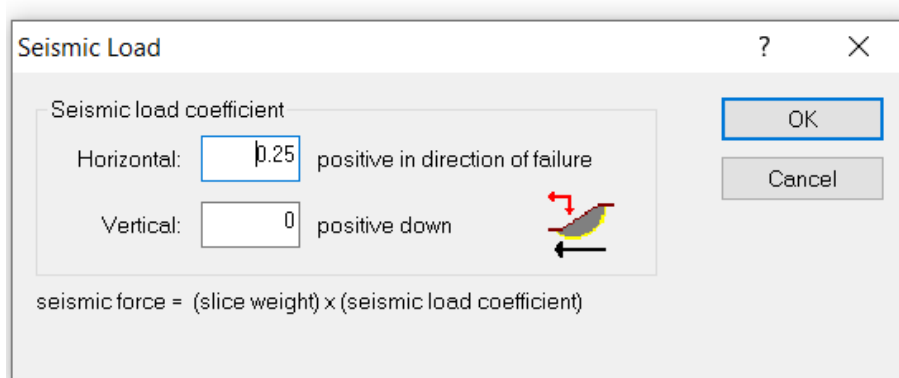 Seismic Load ?
Seismic load coefficient
OK
Horizontal: 0.25 positive in direction of failure
Cancel
Vertical: 0 positive down
seismic force = (slice weight) x (seismic load coefficient)